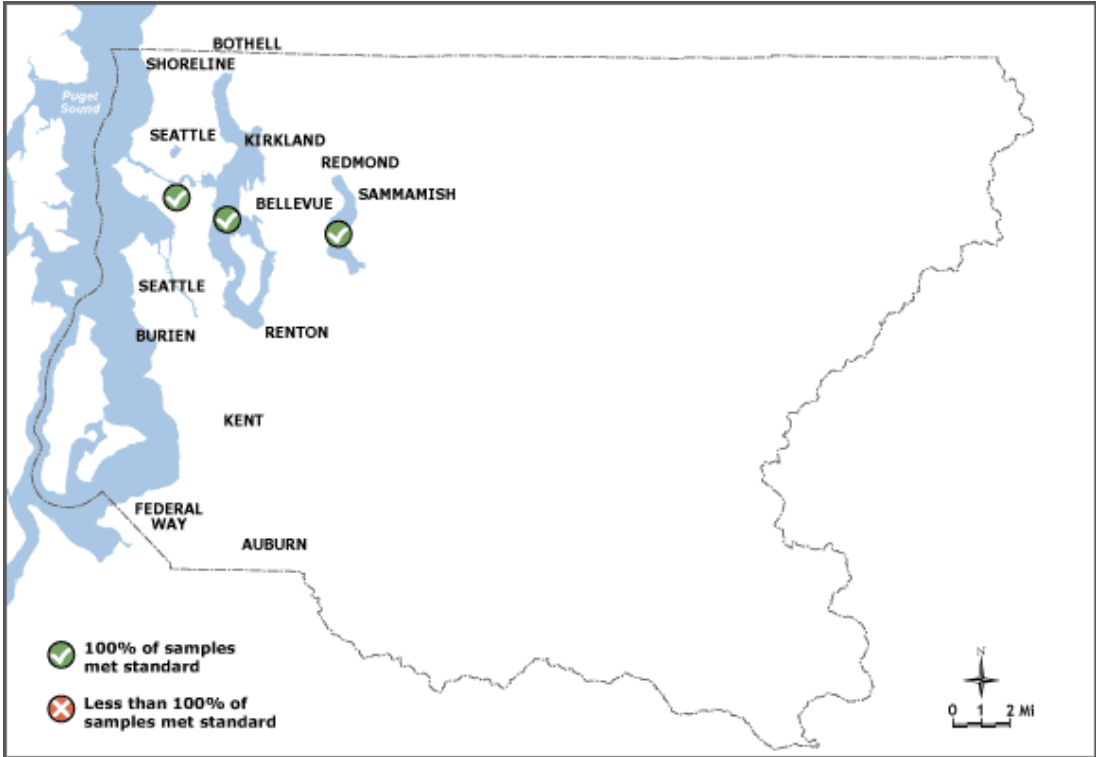 BOTHELL
SHORELINE
Puget
Sound
SEATTLE
KIRKLAND
REDMOND
SAMMAMISH
BELLEVUE
SEATTLE
BURIEN
RENTON
KENT
FEDERAL
WAY
AUBURN
100% of samples
met standard
Less than 100% of
samples met standard
N
0 1 2 Mi